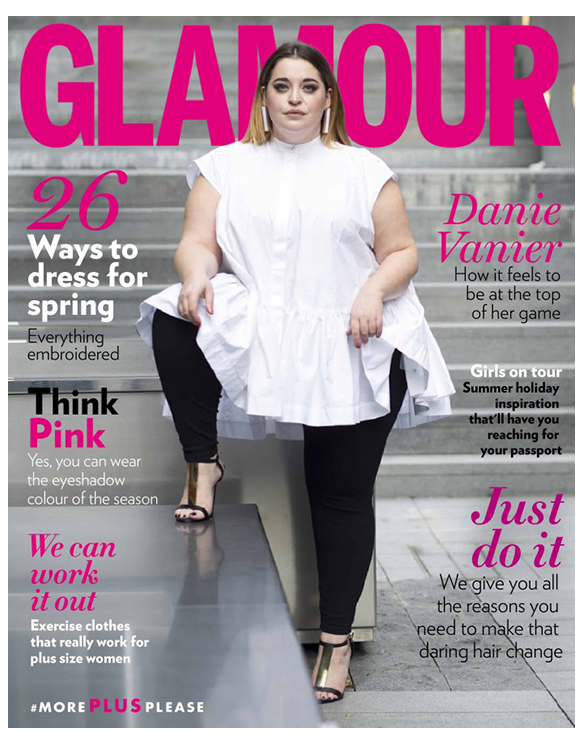 GLAMOUR
26
Ways to
dress for
spring
Everything
embroidered
Think
Pink
Yes, you can wear
the eyeshadow
colour of the season
We can
work
it out
Exercise clothes
that really work for
plus size women
#MOREPLUSPLEASE
Danie
Vanier
How it feels to
be at the top
of her game
Girls on tour
Summer holiday
inspiration
that'll have you
reaching for
your passport
Just
do it
We give you all
the reasons you
need to make that
daring hair change